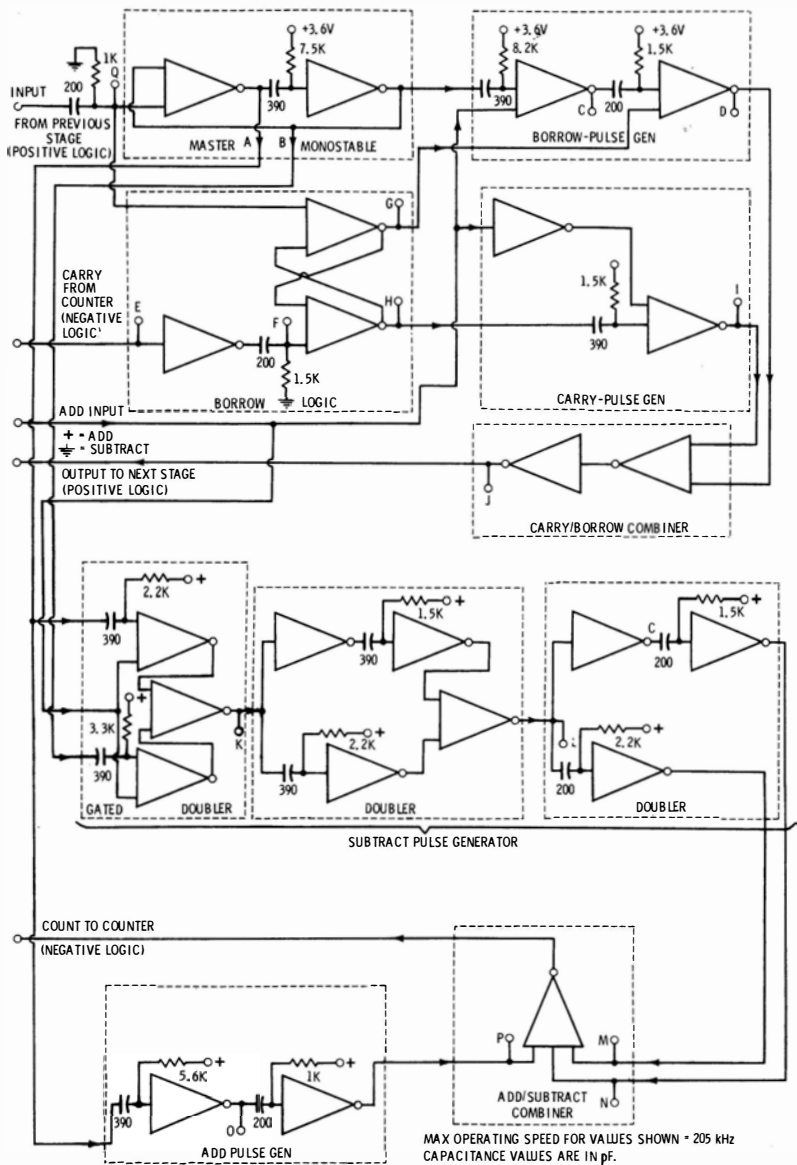 +3.6V
+3.6V
+3.6V
1K
Q
7.5K
8.2K
1.5K
200
INPUT
FROM PREVIOUS
STAGE
(POSITIVE LOGIC)
390
390
C
200
D
MASTER A B MONOSTABLE
BORROW-PULSE GEN
G
CARRY
FROM
COUNTER
(NEGATIVE
LOGIC)
E
F
H
1.5K
I
200
1.5K
390
BORROW LOGIC
CARRY-PULSE GEN
ADD INPUT
+ = ADD
= SUBTRACT
OUTPUT TO NEXT STAGE
(POSITIVE LOGIC)
J
CARRY/BORROW COMBINER
2.2K +
390
+
3.3K
390
K
GATED DOUBLER
+
1.5K
390
2.2K +
390
DOUBLER
C
+
1.5K
200
L
2.2K +
200
DOUBLER
SUBTRACT PULSE GENERATOR
COUNT TO COUNTER
(NEGATIVE LOGIC)
P
M
N
ADD/SUBTRACT
COMBINER
5.6K +
390
O
200
1K +
ADD PULSE GEN
MAX OPERATING SPEED FOR VALUES SHOWN = 205 kHz
CAPACITANCE VALUES ARE IN pF.